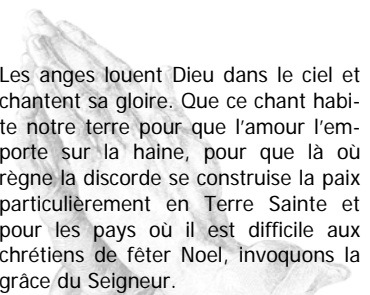 Les anges louent Dieu dans le ciel et
chantent sa gloire. Que ce chant habi-
te notre terre pour que l'amour l'em-
porte sur la haine, pour que là où
règne la discorde se construise la paix
particulièrement en Terre Sainte et
pour les pays où il est difficile aux
chrétiens de fêter Noel, invoquons la
grâce du Seigneur.